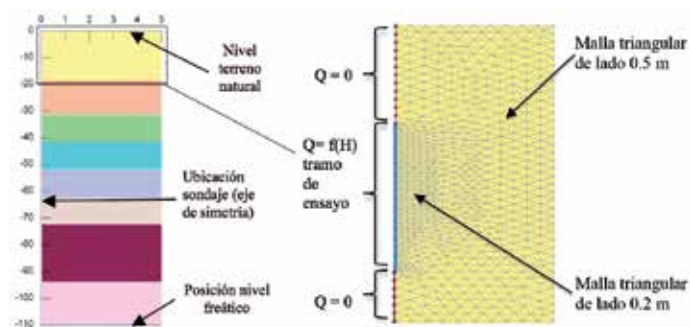 0 1 2 3 4 5
0
-10
-20
-30
-40
-50
-60
-70
-80
-90
-100
-110
Nivel
terreno
natural
Ubicación
sondaje (eje
de simetría)
Posición nivel
freático
Q = 0
Q= f(H)
tramo
de
ensayo
Q = 0
Malla triangular
de lado 0.5 m
Malla triangular
de lado 0.2 m